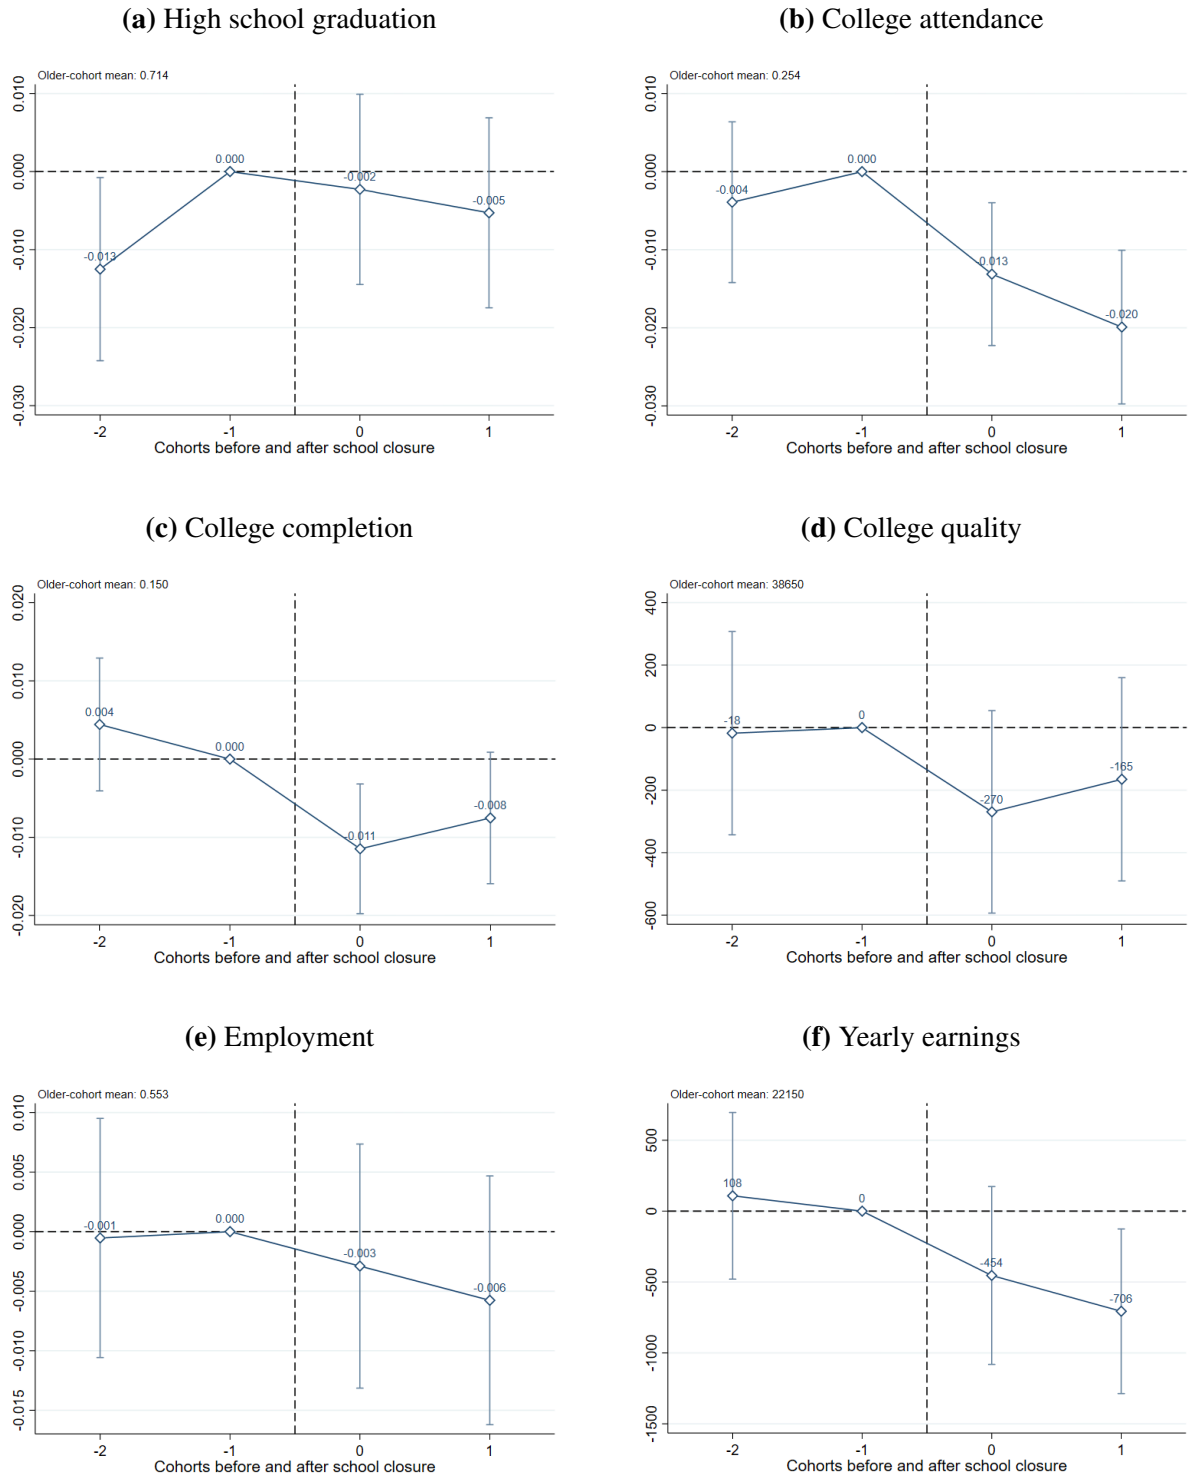 (a) High school graduation
Older-cohort mean: 0.714
0.010
0.000
-0.010
-0.020
-0.030
-0.013
0.000
-0.002
-0.005
-2 -1 0 1
Cohorts before and after school closure
(b) College attendance
Older-cohort mean: 0.254
0.010
0.000
-0.010
-0.020
-0.030
-0.004
0.000
-0.013
-0.020
-2 -1 0 1
Cohorts before and after school closure
(c) College completion
Older-cohort mean: 0.150
0.020
0.010
0.000
-0.010
-0.020
0.004
0.000
-0.011
-0.008
-2 -1 0 1
Cohorts before and after school closure
(d) College quality
Older-cohort mean: 38650
400
200
0
-200
-400
-600
-18
0
-270
-165
-2 -1 0 1
Cohorts before and after school closure
(e) Employment
Older-cohort mean: 0.553
0.010
0.005
0.000
-0.005
-0.010
-0.015
-0.001
0.000
-0.003
-0.006
-2 -1 0 1
Cohorts before and after school closure
(f) Yearly earnings
Older-cohort mean: 22150
500
0
-500
-1000
-1500
108
0
-454
-706
-2 -1 0 1
Cohorts before and after school closure